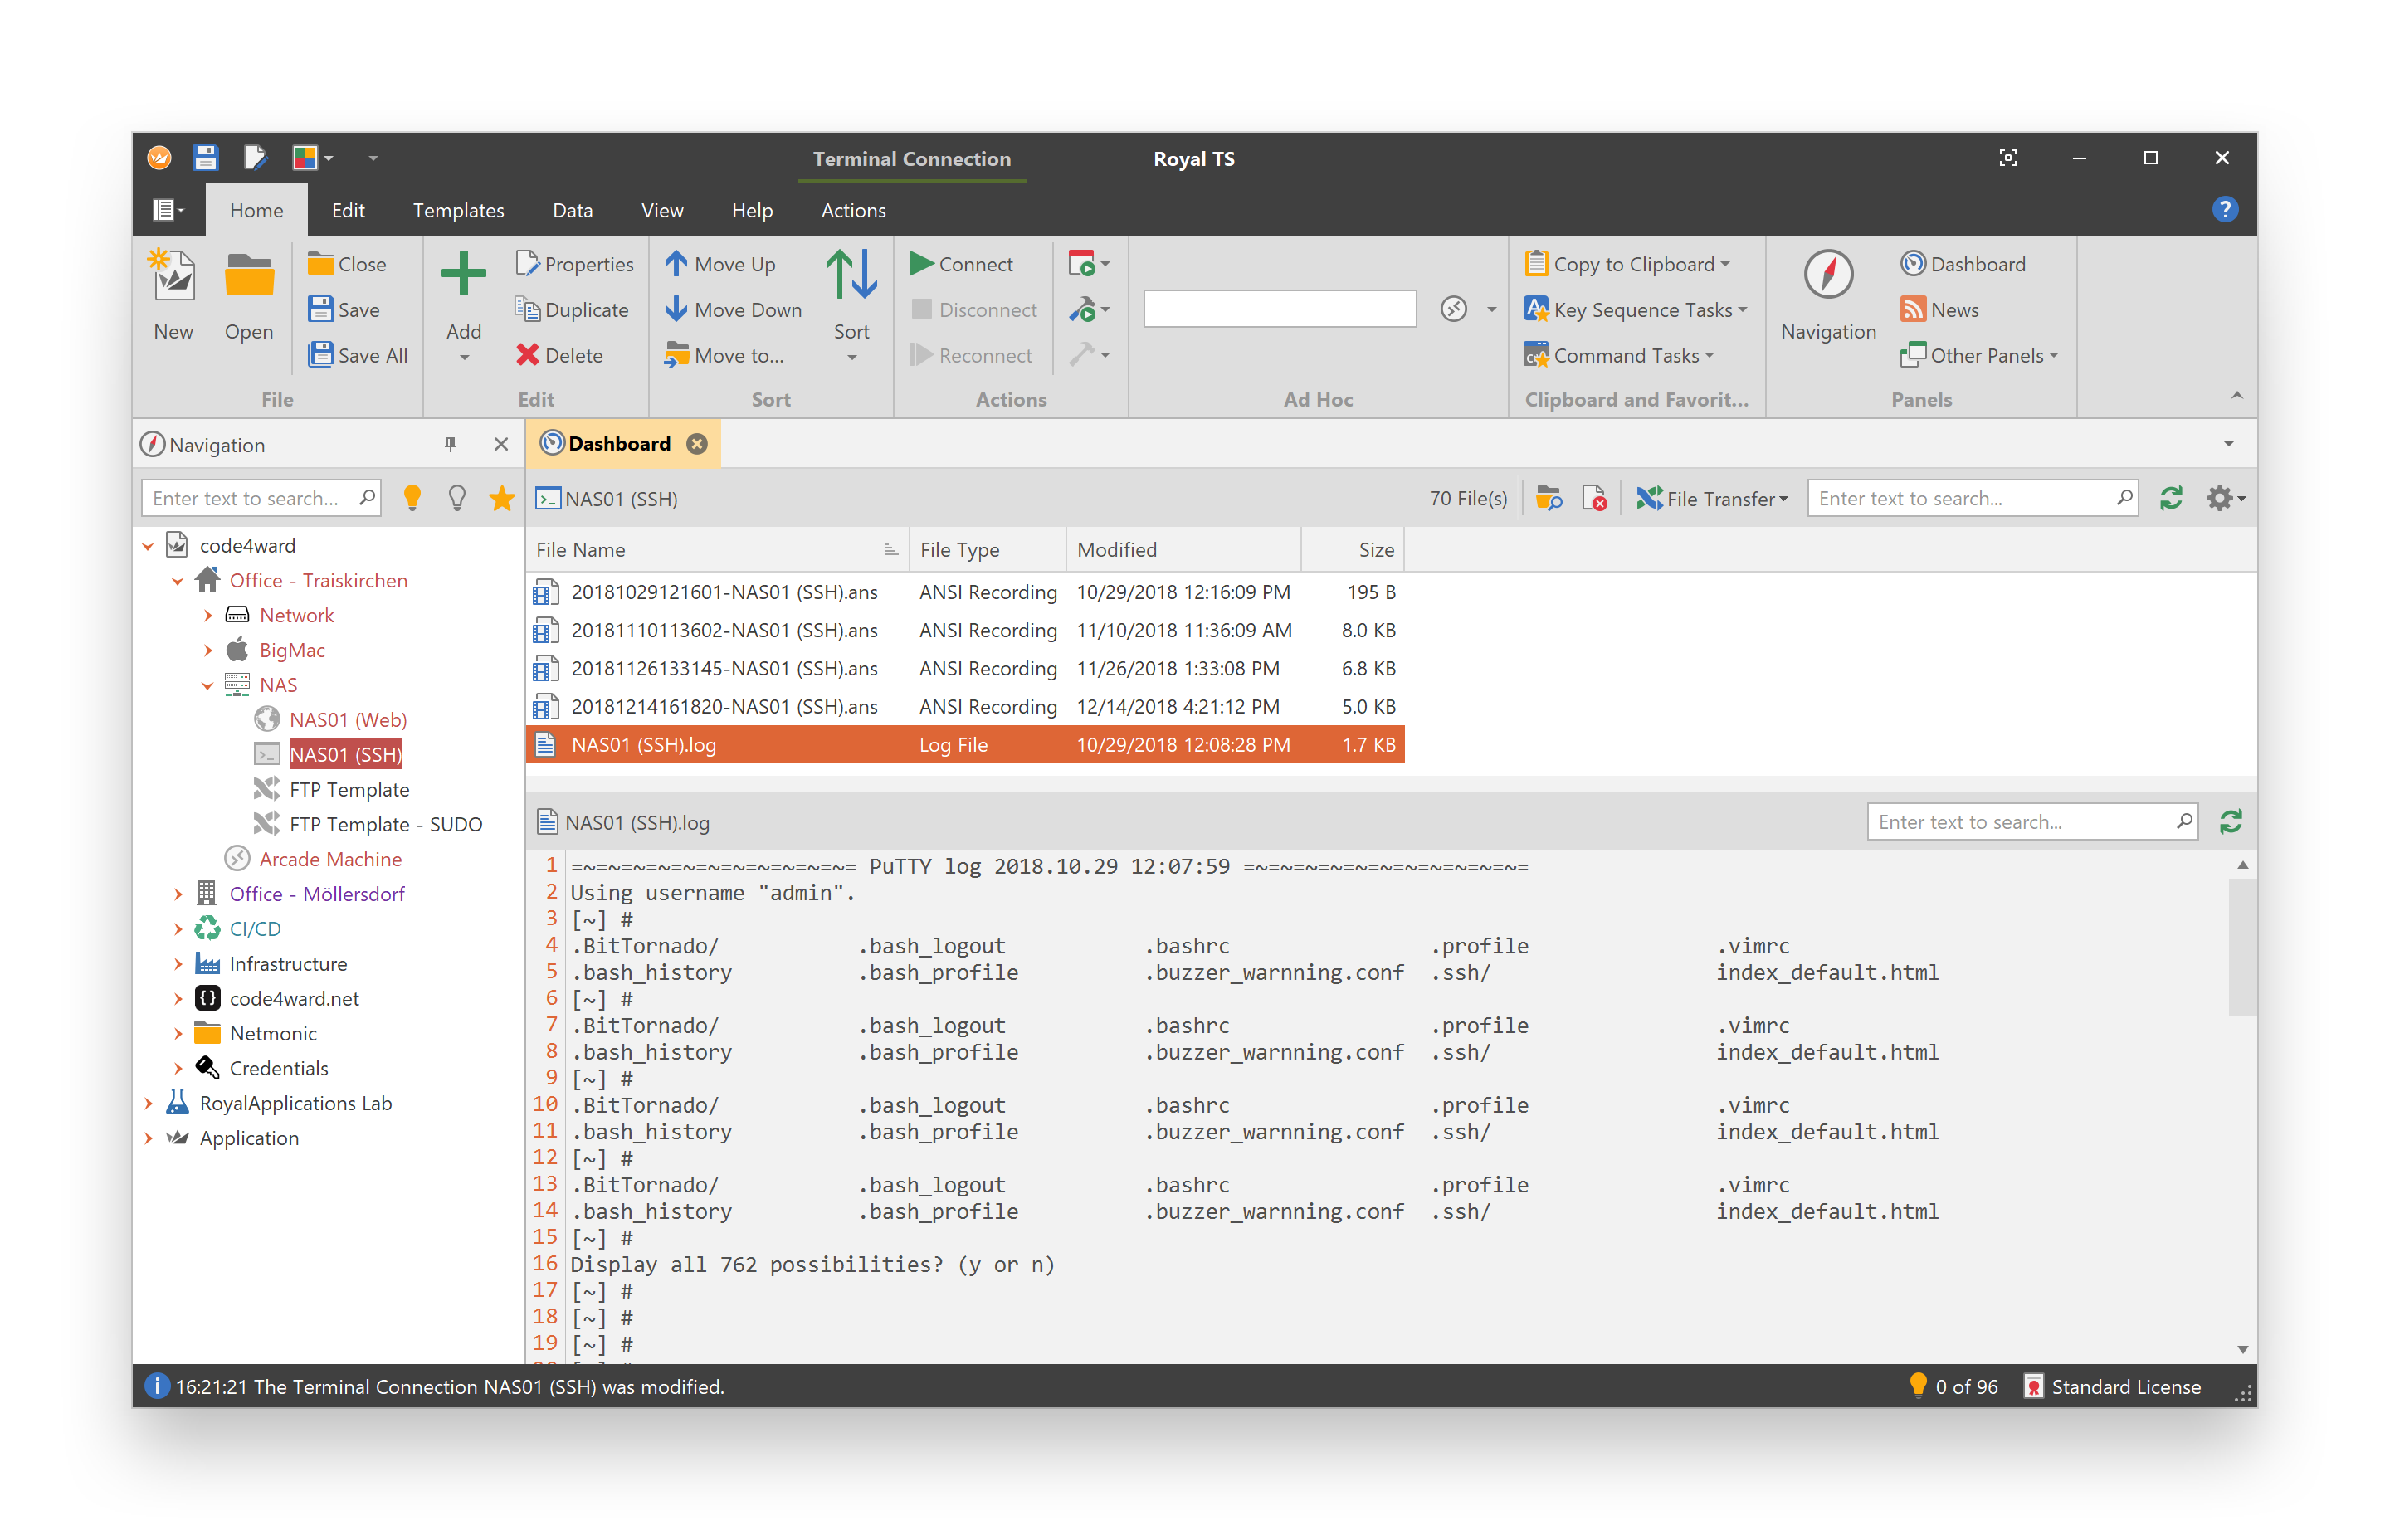 Terminal Connection Royal TS
Home Edit Templates Data View Help Actions
New
Open
Close
Save
Save All
File
Add
Properties
Duplicate
Delete
Edit
Move Up
Move Down
Move to...
Sort
Sort
Connect
Disconnect
Reconnect
Actions
Ad Hoc
Copy to Clipboard
Key Sequence Tasks
Command Tasks
Clipboard and Favorit...
Navigation
Dashboard
News
Other Panels
Panels
Navigation
Enter text to search...
code4ward
Office - Traiskirchen
Network
BigMac
NAS
NAS01 (Web)
NAS01 (SSH)
FTP Template
FTP Template - SUDO
Arcade Machine
Office - Möllersdorf
CI/CD
Infrastructure
code4ward.net
Netmonic
Credentials
RoyalApplications Lab
Application
Dashboard
NAS01 (SSH) 70 File(s) File Transfer Enter text to search...
File Name File Type Modified Size
20181029121601-NAS01 (SSH).ans ANSI Recording 10/29/2018 12:16:09 PM 195 B
20181110113602-NAS01 (SSH).ans ANSI Recording 11/10/2018 11:36:09 AM 8.0 KB
20181126133145-NAS01 (SSH).ans ANSI Recording 11/26/2018 1:33:08 PM 6.8 KB
20181214161820-NAS01 (SSH).ans ANSI Recording 12/14/2018 4:21:12 PM 5.0 KB
NAS01 (SSH).log Log File 10/29/2018 12:08:28 PM 1.7 KB
NAS01 (SSH).log Enter text to search...
1 =~=~=~=~=~=~=~=~=~=~=~= PuTTY log 2018.10.29 12:07:59 =~=~=~=~=~=~=~=~=~=~=~=
2 Using username "admin".
3 [~] #
4 .BitTornado/ .bash_logout .bashrc .profile .vimrc
5 .bash_history .bash_profile .buzzer_warnning.conf .ssh/ index_default.html
6 [~] #
7 .BitTornado/ .bash_logout .bashrc .profile .vimrc
8 .bash_history .bash_profile .buzzer_warnning.conf .ssh/ index_default.html
9 [~] #
10 .BitTornado/ .bash_logout .bashrc .profile .vimrc
11 .bash_history .bash_profile .buzzer_warnning.conf .ssh/ index_default.html
12 [~] #
13 .BitTornado/ .bash_logout .bashrc .profile .vimrc
14 .bash_history .bash_profile .buzzer_warnning.conf .ssh/ index_default.html
15 [~] #
16 Display all 762 possibilities? (y or n)
17 [~] #
18 [~] #
19 [~] #
16:21:21 The Terminal Connection NAS01 (SSH) was modified. 0 of 96 Standard License